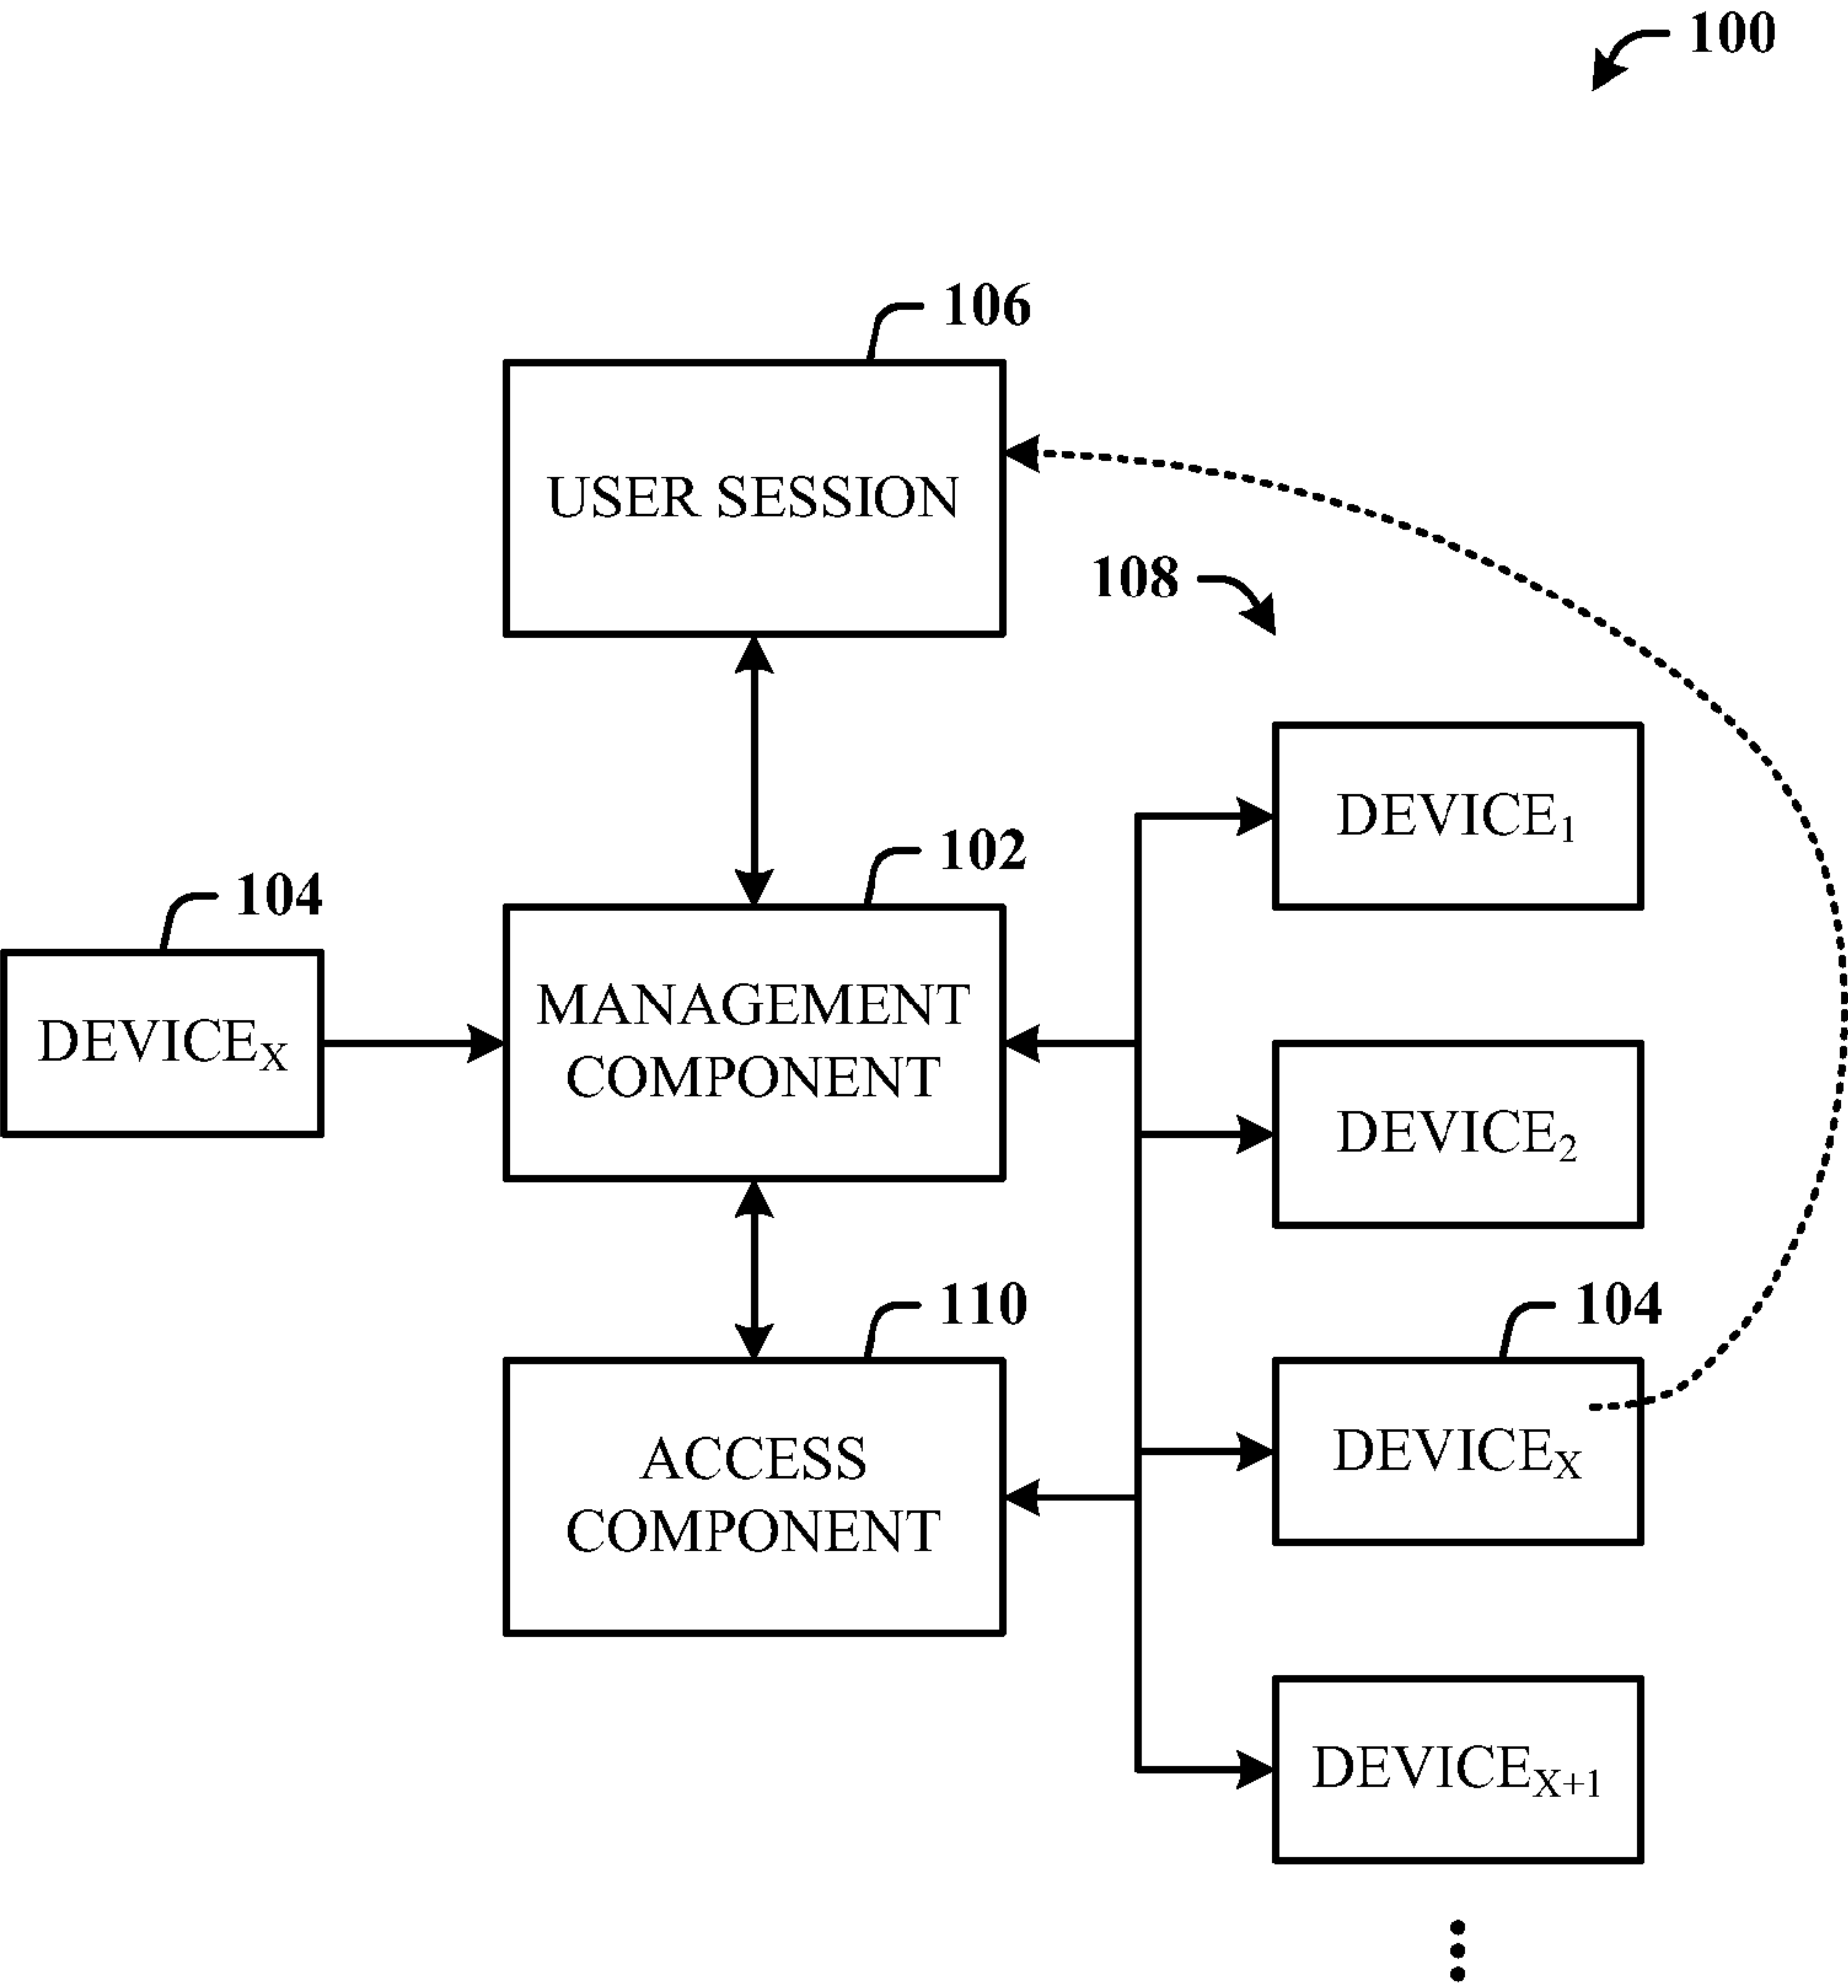 100
106
USER SESSION
108
DEVICE₁
102
104
MANAGEMENT
COMPONENT
DEVICEₓ
DEVICE₂
110
104
ACCESS
COMPONENT
DEVICEₓ
DEVICEₓ₊₁